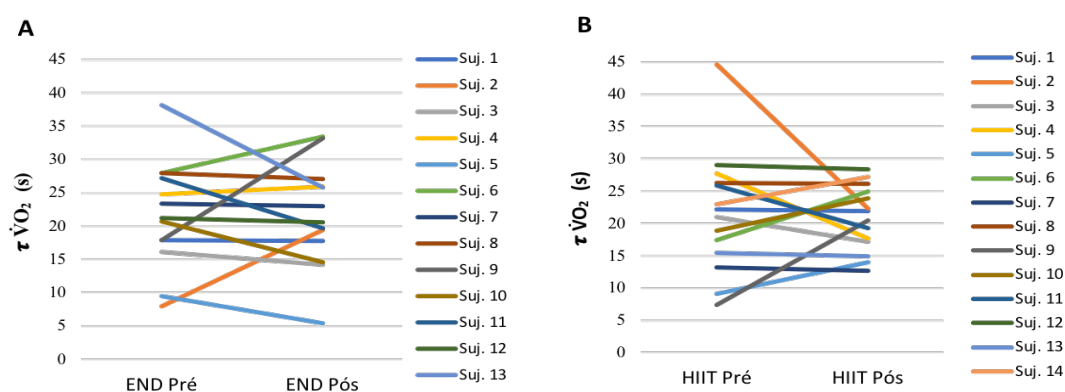 A
τ V̇O₂ (s)
45
40
35
30
25
20
15
10
5
0
END Pré
END Pós
Suj. 1
Suj. 2
Suj. 3
Suj. 4
Suj. 5
Suj. 6
Suj. 7
Suj. 8
Suj. 9
Suj. 10
Suj. 11
Suj. 12
Suj. 13
B
τ V̇O₂ (s)
45
40
35
30
25
20
15
10
5
0
HIIT Pré
HIIT Pós
Suj. 1
Suj. 2
Suj. 3
Suj. 4
Suj. 5
Suj. 6
Suj. 7
Suj. 8
Suj. 9
Suj. 10
Suj. 11
Suj. 12
Suj. 13
Suj. 14